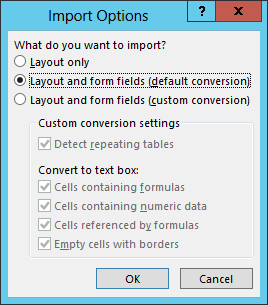 Import Options
What do you want to import?
Layout only
Layout and form fields (default conversion)
Layout and form fields (custom conversion)
Custom conversion settings
Detect repeating tables
Convert to text box:
Cells containing formulas
Cells containing numeric data
Cells referenced by formulas
Empty cells with borders
OK Cancel